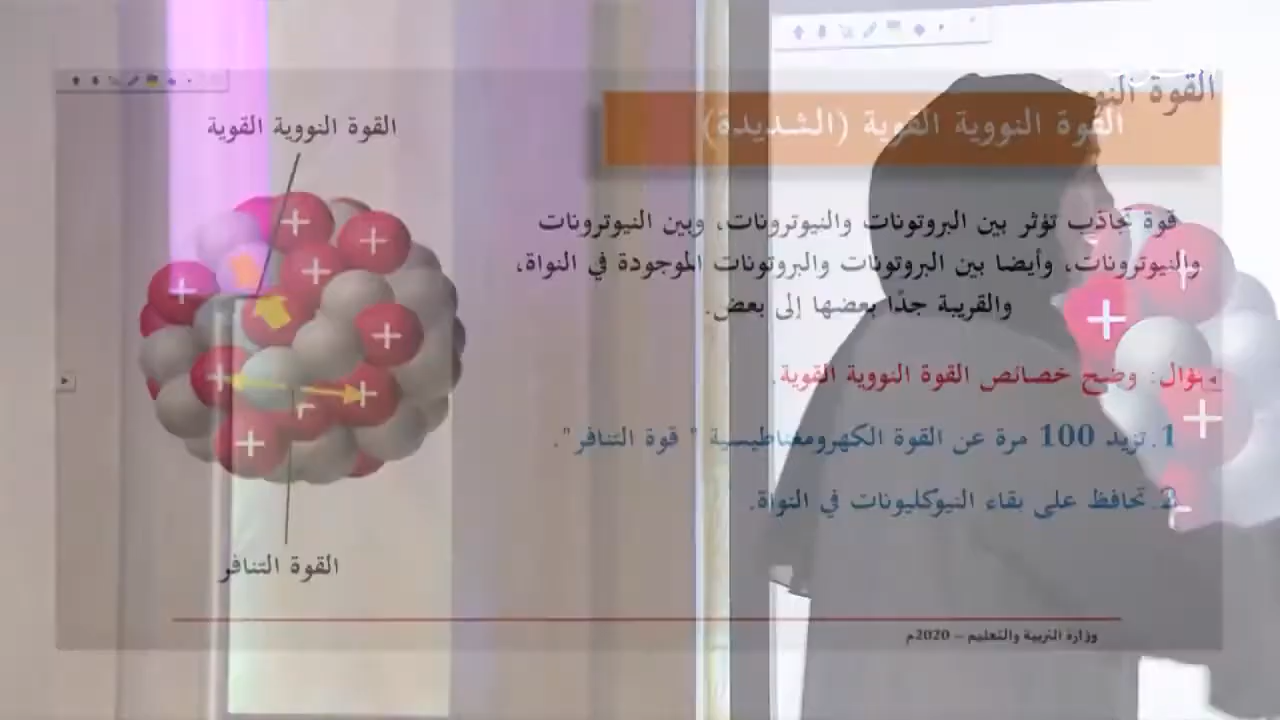 القوة النووية
القوة النووية القوية (الشديدة)
القوة النووية القوية
قوة تجاذب تؤثر بين البروتونات والنيوترونات، وبين النيوترونات
والنيوترونات، وأيضا بين البروتونات والبروتونات الموجودة في النواة،
والقريبة جدًا بعضها إلى بعض.
سؤال: وضح خصائص القوة النووية القوية.
1. تزيد 100 مرة عن القوة الكهرومغناطيسية " قوة التنافر".
2. تحافظ على بقاء النيوكليونات في النواة.
القوة التنافر
وزارة التربية والتعليم – 2020م